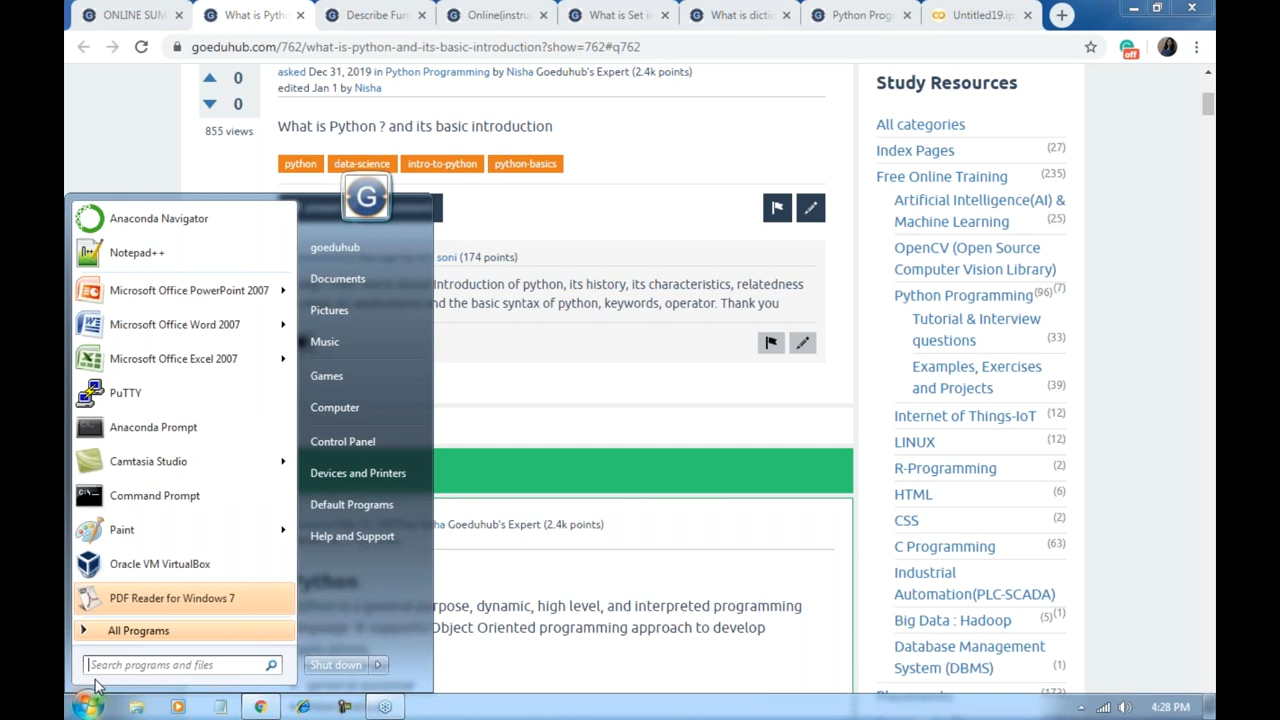 ONLINE SUM
What is Pytho
Describe Fun
Online(instru
What is Set in
What is dictio
Python Prog
Untitled19.ip
goeduhub.com/762/what-is-python-and-its-basic-introduction?show=762#q762
off
0
0
855 views
asked Dec 31, 2019 in Python Programming by Nisha Goeduhub's Expert (2.4k points)
edited Jan 1 by Nisha
What is Python ? and its basic introduction
python data-science intro-to-python python-basics
soni (174 points)
Introduction of python, its history, its characteristics, relatedness
and the basic syntax of python, keywords, operator. Thank you
Goeduhub's Expert (2.4k points)
dynamic, high level, and interpreted programming
Object Oriented programming approach to develop
Study Resources
All categories
Index Pages (27)
Free Online Training (235)
Artificial Intelligence(AI) &
Machine Learning (25)
OpenCV (Open Source
Computer Vision Library) (7)
Python Programming (96)
Tutorial & Interview
questions (33)
Examples, Exercises
and Projects (39)
Internet of Things-IoT (12)
LINUX (12)
R-Programming (2)
HTML (6)
CSS (2)
C Programming (63)
Industrial
Automation(PLC-SCADA) (1)
Big Data : Hadoop (5)
Database Management
System (DBMS) (1)
G
Anaconda Navigator
Notepad++
Microsoft Office PowerPoint 2007
Microsoft Office Word 2007
Microsoft Office Excel 2007
PuTTY
Anaconda Prompt
Camtasia Studio
Command Prompt
Paint
Oracle VM VirtualBox
PDF Reader for Windows 7
All Programs
Search programs and files
goeduhub
Documents
Pictures
Music
Games
Computer
Control Panel
Devices and Printers
Default Programs
Help and Support
Shut down
4:28 PM